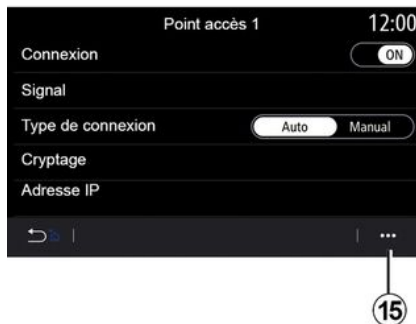 Point accès 1 12:00
Connexion ON
Signal
Type de connexion Auto Manual
Cryptage
Adresse IP
15